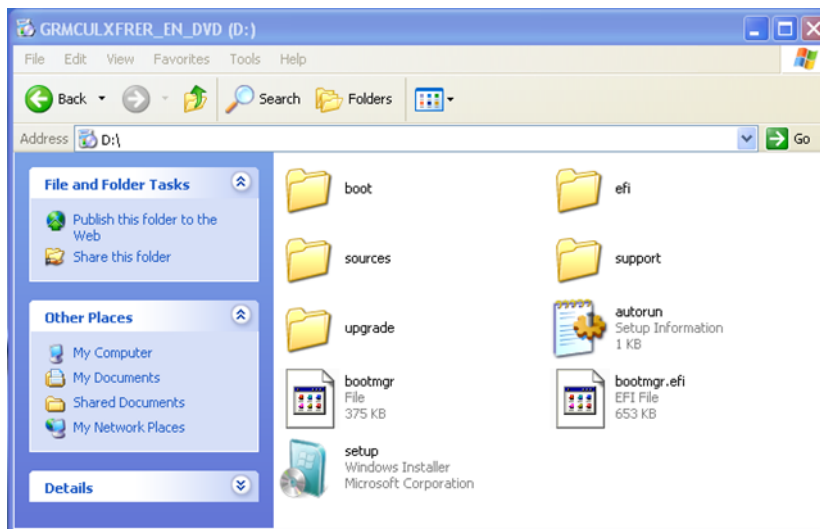 GRMCULXFRER_EN_DVD (D:)
File Edit View Favorites Tools Help
Back Search Folders
Address D:\ Go
File and Folder Tasks
Publish this folder to the
Web
Share this folder
Other Places
My Computer
My Documents
Shared Documents
My Network Places
Details
boot
efi
sources
support
upgrade
autorun
Setup Information
1 KB
bootmgr
File
375 KB
bootmgr.efi
EFI File
653 KB
setup
Windows Installer
Microsoft Corporation